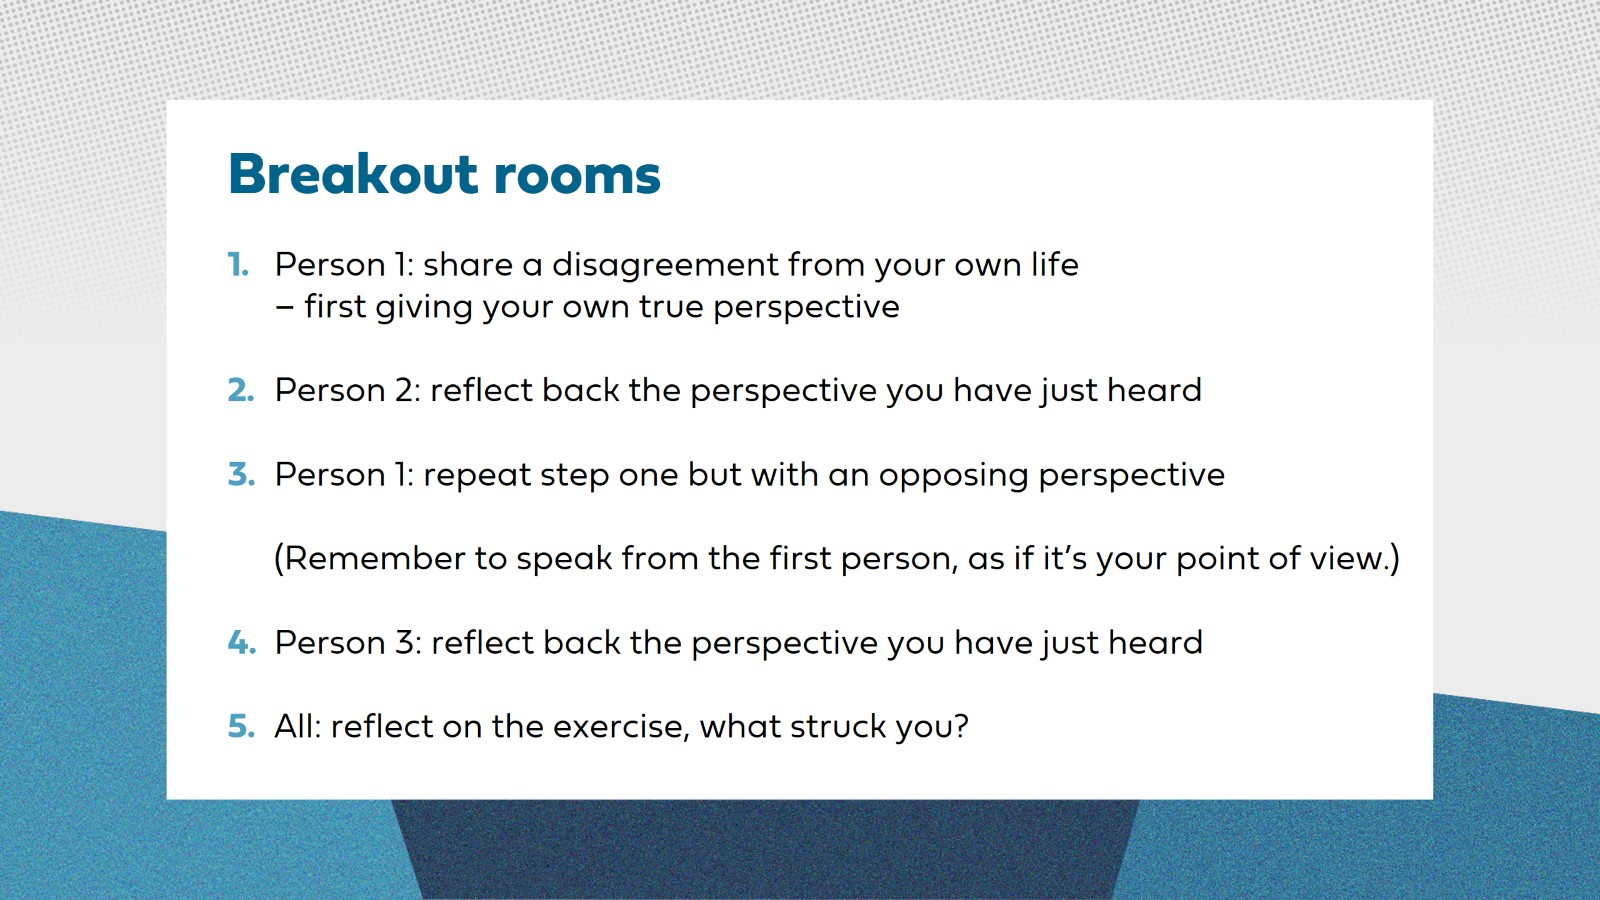 Breakout rooms
1. Person 1: share a disagreement from your own life
– first giving your own true perspective
2. Person 2: reflect back the perspective you have just heard
3. Person 1: repeat step one but with an opposing perspective
(Remember to speak from the first person, as if it’s your point of view.)
4. Person 3: reflect back the perspective you have just heard
5. All: reflect on the exercise, what struck you?